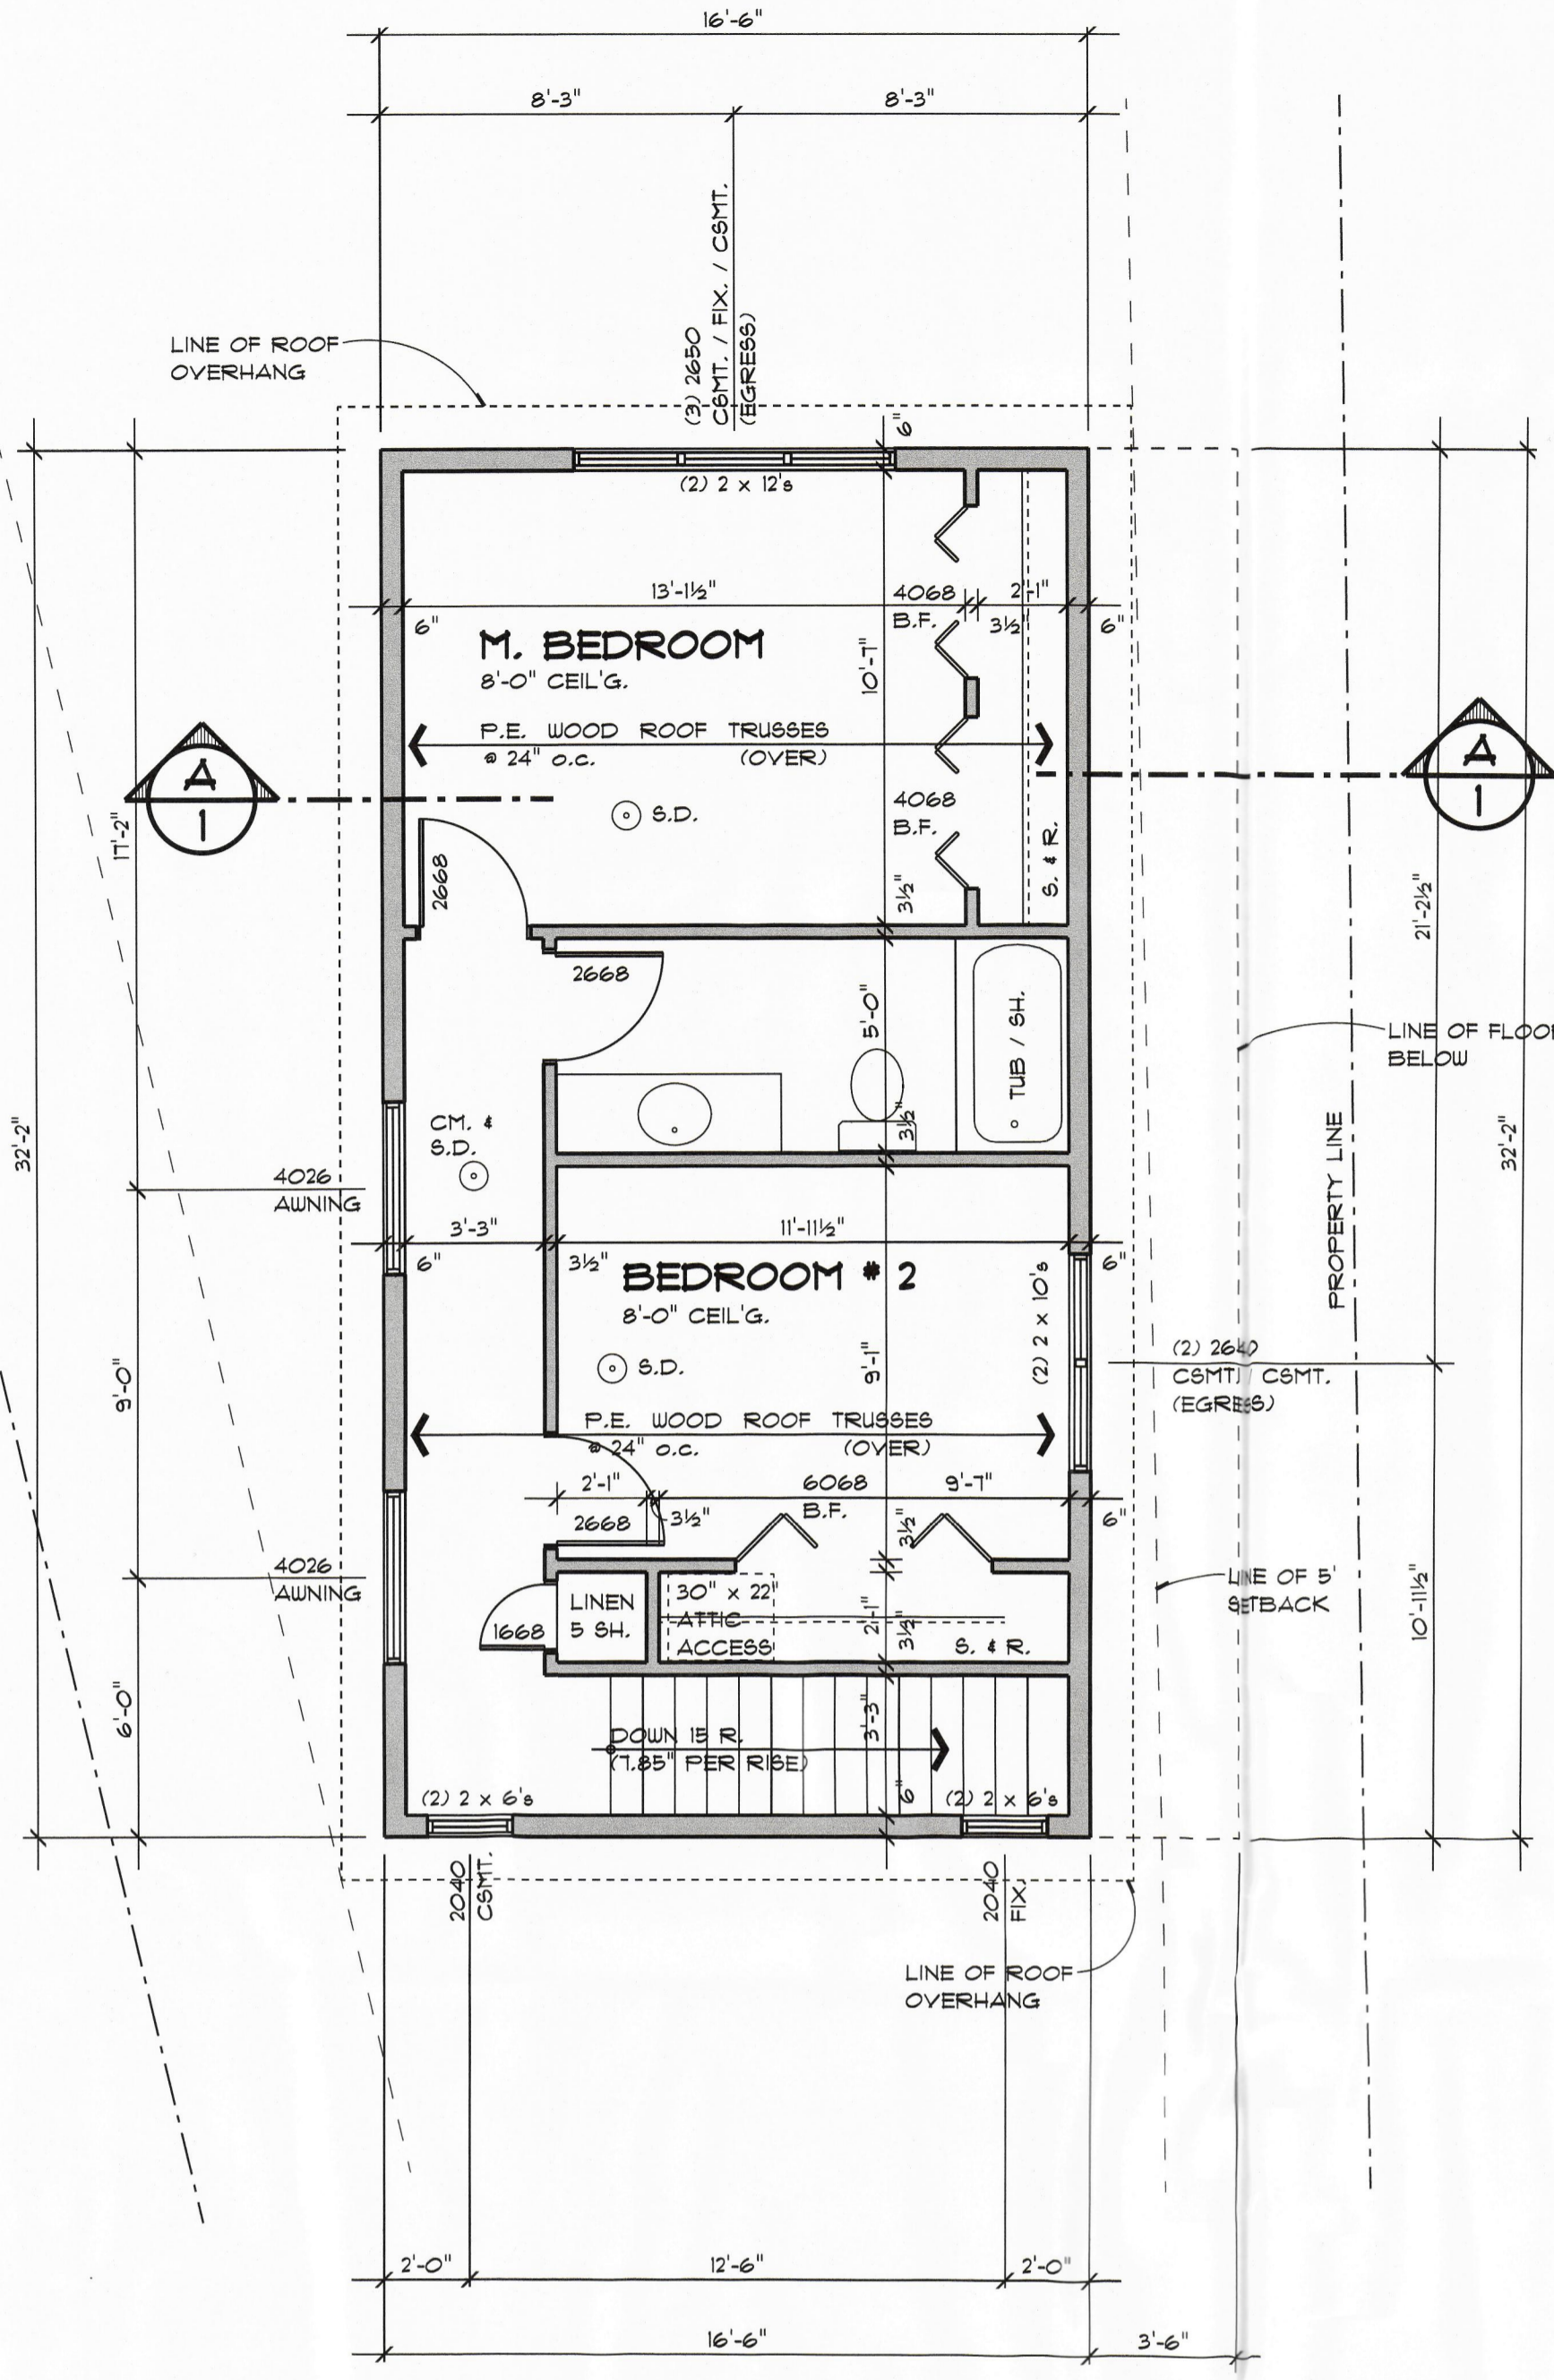 16'-6"
8'-3"
8'-3"
(3) 2650
CSMT. / FIX. / CSMT.
(EGRESS)
LINE OF ROOF
OVERHANG
6"
(2) 2 x 12's
13'-1½"
4068
B.F.
2'-1"
3½"
6"
6"
M. BEDROOM
8'-0" CEIL'G.
10'-7"
P.E. WOOD ROOF TRUSSES
@ 24" o.c. (OVER)
A
1
A
1
S.D.
4068
B.F.
17'-2"
2668
3½"
S. & R.
21'-2½"
2668
5'-0"
TUB / SH.
LINE OF FLOO
BELOW
32'-2"
CM. &
S.D.
3½"
PROPERTY LINE
32'-2"
4026
AWNING
3'-3"
11'-11½"
6"
3½"
6"
BEDROOM # 2
8'-0" CEIL'G.
(2) 2 x 10's
S.D.
9'-1"
(2) 2640
CSMT. / CSMT.
(EGRESS)
9'-0"
P.E. WOOD ROOF TRUSSES
@ 24" o.c. (OVER)
2'-1"
6068
B.F.
9'-7"
2668
3½"
3½"
6"
4026
AWNING
LINEN
5 SH.
30" x 22"
ATTIC
ACCESS
2'-1"
3½"
S. & R.
1668
LINE OF 5'
SETBACK
10'-11½"
6'-0"
3'-3"
DOWN 15 R.
(7.85" PER RISE)
(2) 2 x 6's
6"
(2) 2 x 6's
2040
CSMT.
2040
FIX.
LINE OF ROOF
OVERHANG
2'-0"
12'-6"
2'-0"
16'-6"
3'-6"